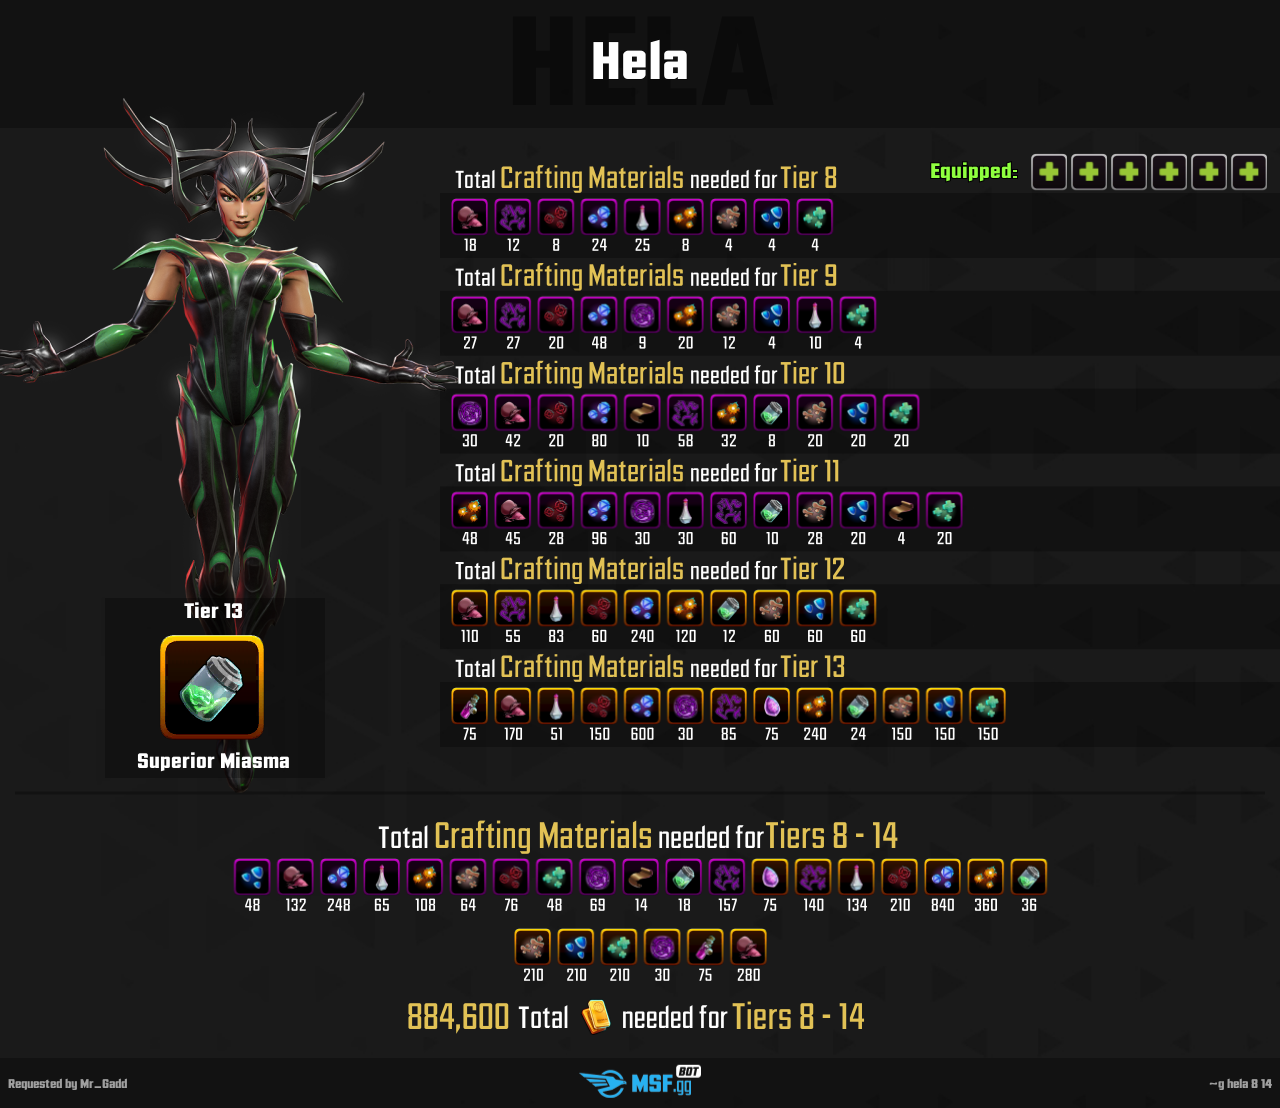 HELA
Hela
Equipped:
Total Crafting Materials needed for Tier 8
18 12 8 24 25 8 4 4 4
Total Crafting Materials needed for Tier 9
27 27 20 48 9 20 12 4 10 4
Total Crafting Materials needed for Tier 10
30 42 20 80 10 58 32 8 20 20 20
Total Crafting Materials needed for Tier 11
48 45 28 96 30 30 60 10 28 20 4 20
Total Crafting Materials needed for Tier 12
110 55 83 60 240 120 12 60 60 60
Total Crafting Materials needed for Tier 13
75 170 51 150 600 30 85 75 240 24 150 150 150
Tier 13
Superior Miasma
Total Crafting Materials needed for Tiers 8 - 14
48 132 248 65 108 64 76 48 69 14 18 157 75 140 134 210 840 360 36
210 210 210 30 75 280
884,600 Total needed for Tiers 8 - 14
Requested by Mr_Gadd
MSF.gg BOT
~g hela 8 14